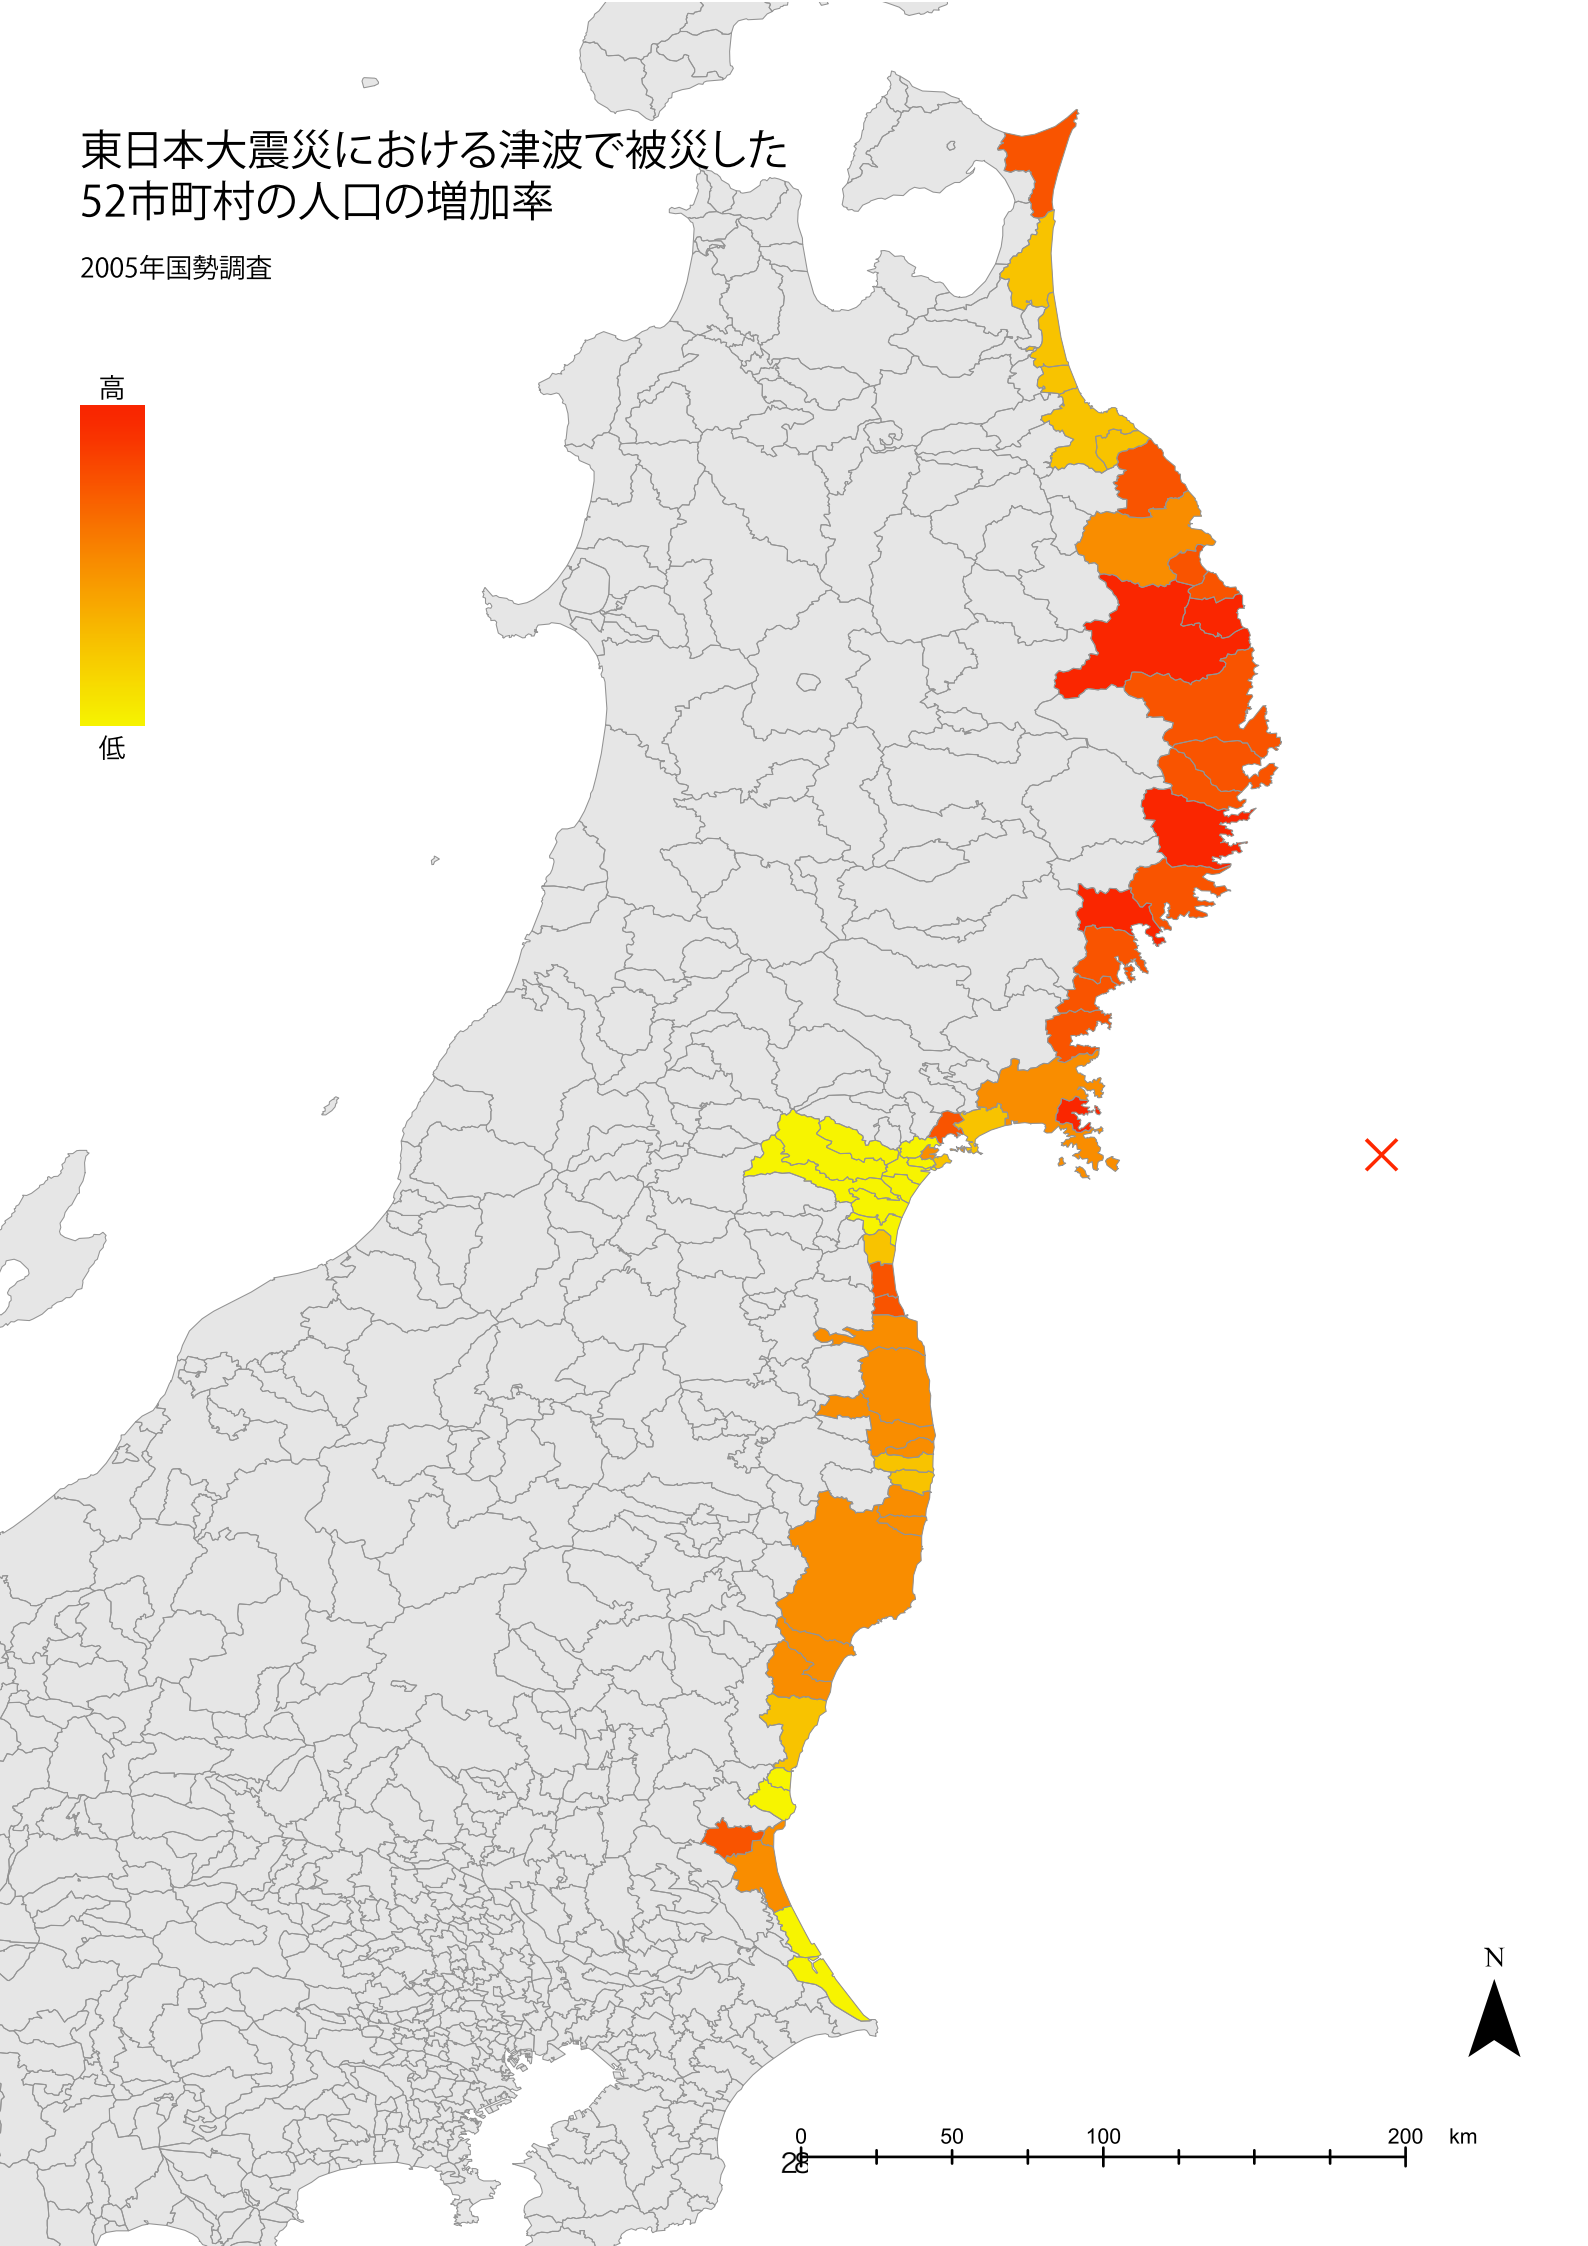 東日本大震災における津波で被災した
52市町村の人口の増加率
2005年国勢調査
高
低
N
0 50 100 200 km